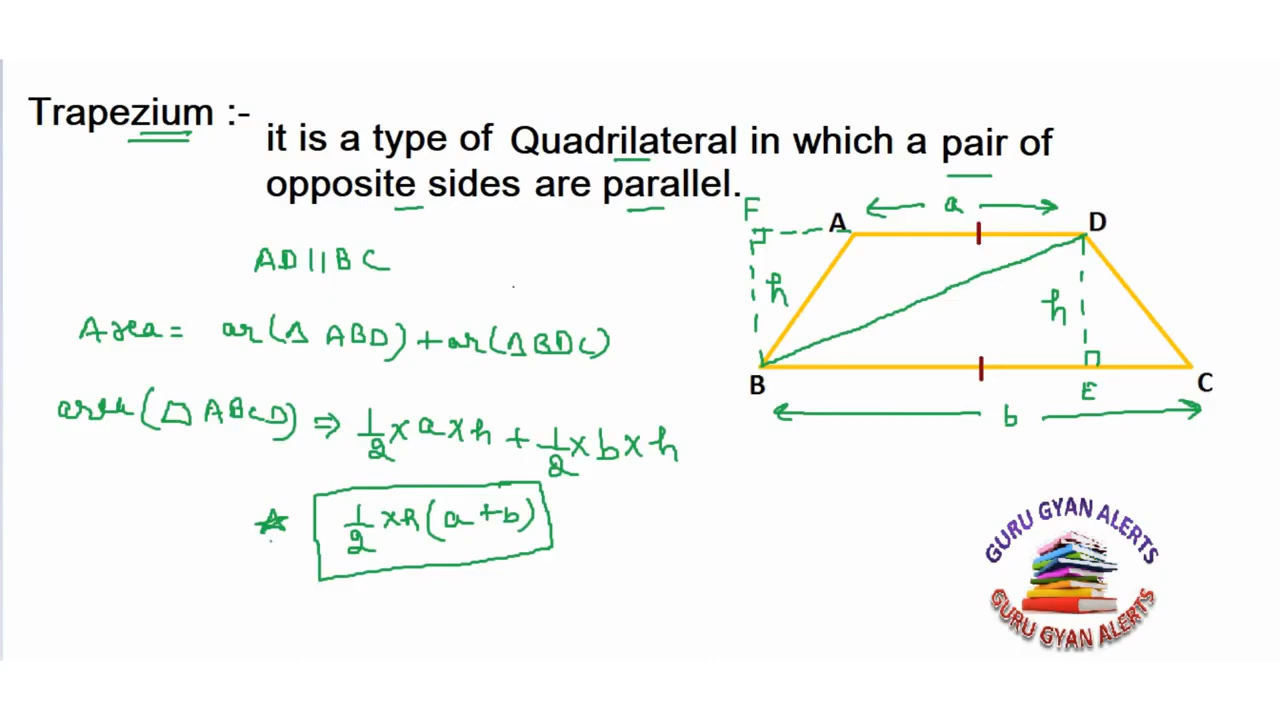 Trapezium :-
it is a type of Quadrilateral in which a pair of
opposite sides are parallel.
AD||BC
Area = ar(Δ ABD) + ar(ΔBDC)
area(⏢ ABCD) ⇒ 1/2 × a × h + 1/2 × b × h
1/2 × h (a + b)
F
A
a
D
h
h
B
E
C
b
GURU GYAN ALERTS
GURU GYAN ALERTS